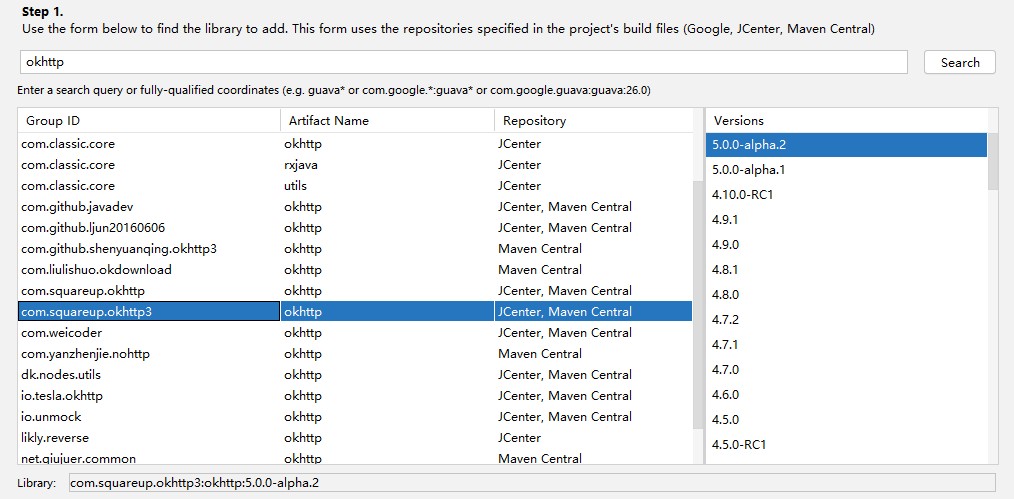 Step 1.
Use the form below to find the library to add. This form uses the repositories specified in the project's build files (Google, JCenter, Maven Central)
okhttp Search
Enter a search query or fully-qualified coordinates (e.g. guava* or com.google.*:guava* or com.google.guava:guava:26.0)
Group ID Artifact Name Repository Versions
com.classic.core okhttp JCenter 5.0.0-alpha.2
com.classic.core rxjava JCenter 5.0.0-alpha.1
com.classic.core utils JCenter 4.10.0-RC1
com.github.javadev okhttp JCenter, Maven Central 4.9.1
com.github.ljun20160606 okhttp JCenter, Maven Central 4.9.0
com.github.shenyuanqing.okhttp3 okhttp Maven Central 4.8.1
com.liulishuo.okdownload okhttp Maven Central 4.8.0
com.squareup.okhttp okhttp JCenter, Maven Central 4.7.2
com.squareup.okhttp3 okhttp JCenter, Maven Central 4.7.1
com.weicoder okhttp JCenter, Maven Central 4.7.0
com.yanzhenjie.nohttp okhttp Maven Central 4.6.0
dk.nodes.utils okhttp JCenter, Maven Central 4.5.0
io.tesla.okhttp okhttp JCenter, Maven Central 4.5.0-RC1
io.unmock okhttp JCenter, Maven Central
likly.reverse okhttp JCenter
net.qiujuer.common okhttp Maven Central
Library: com.squareup.okhttp3:okhttp:5.0.0-alpha.2